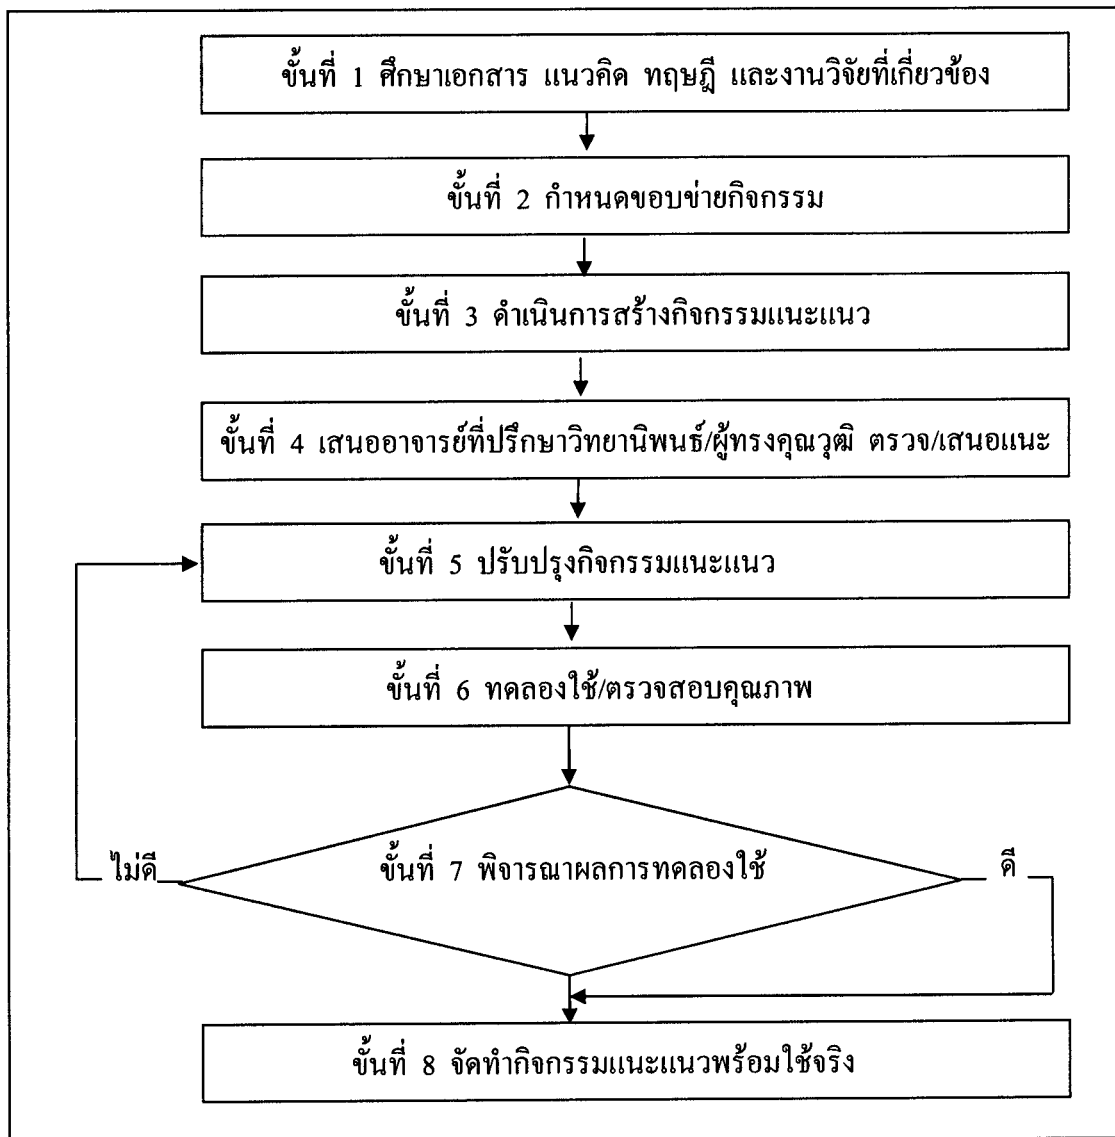 ขั้นที่ 1 ศึกษาเอกสาร แนวคิด ทฤษฎี และงานวิจัยที่เกี่ยวข้อง
ขั้นที่ 2 กำหนดขอบข่ายกิจกรรม
ขั้นที่ 3 ดำเนินการสร้างกิจกรรมแนะแนว
ขั้นที่ 4 เสนออาจารย์ที่ปรึกษาวิทยานิพนธ์/ผู้ทรงคุณวุฒิ ตรวจ/เสนอแนะ
ขั้นที่ 5 ปรับปรุงกิจกรรมแนะแนว
ขั้นที่ 6 ทดลองใช้/ตรวจสอบคุณภาพ
ไม่ดี
ขั้นที่ 7 พิจารณาผลการทดลองใช้
ดี
ขั้นที่ 8 จัดทำกิจกรรมแนะแนวพร้อมใช้จริง